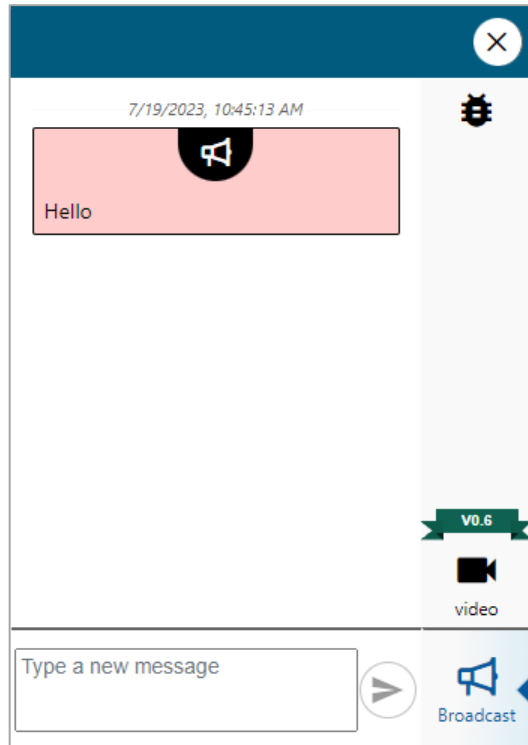 7/19/2023, 10:45:13 AM
Hello
V0.6
video
Type a new message
Broadcast